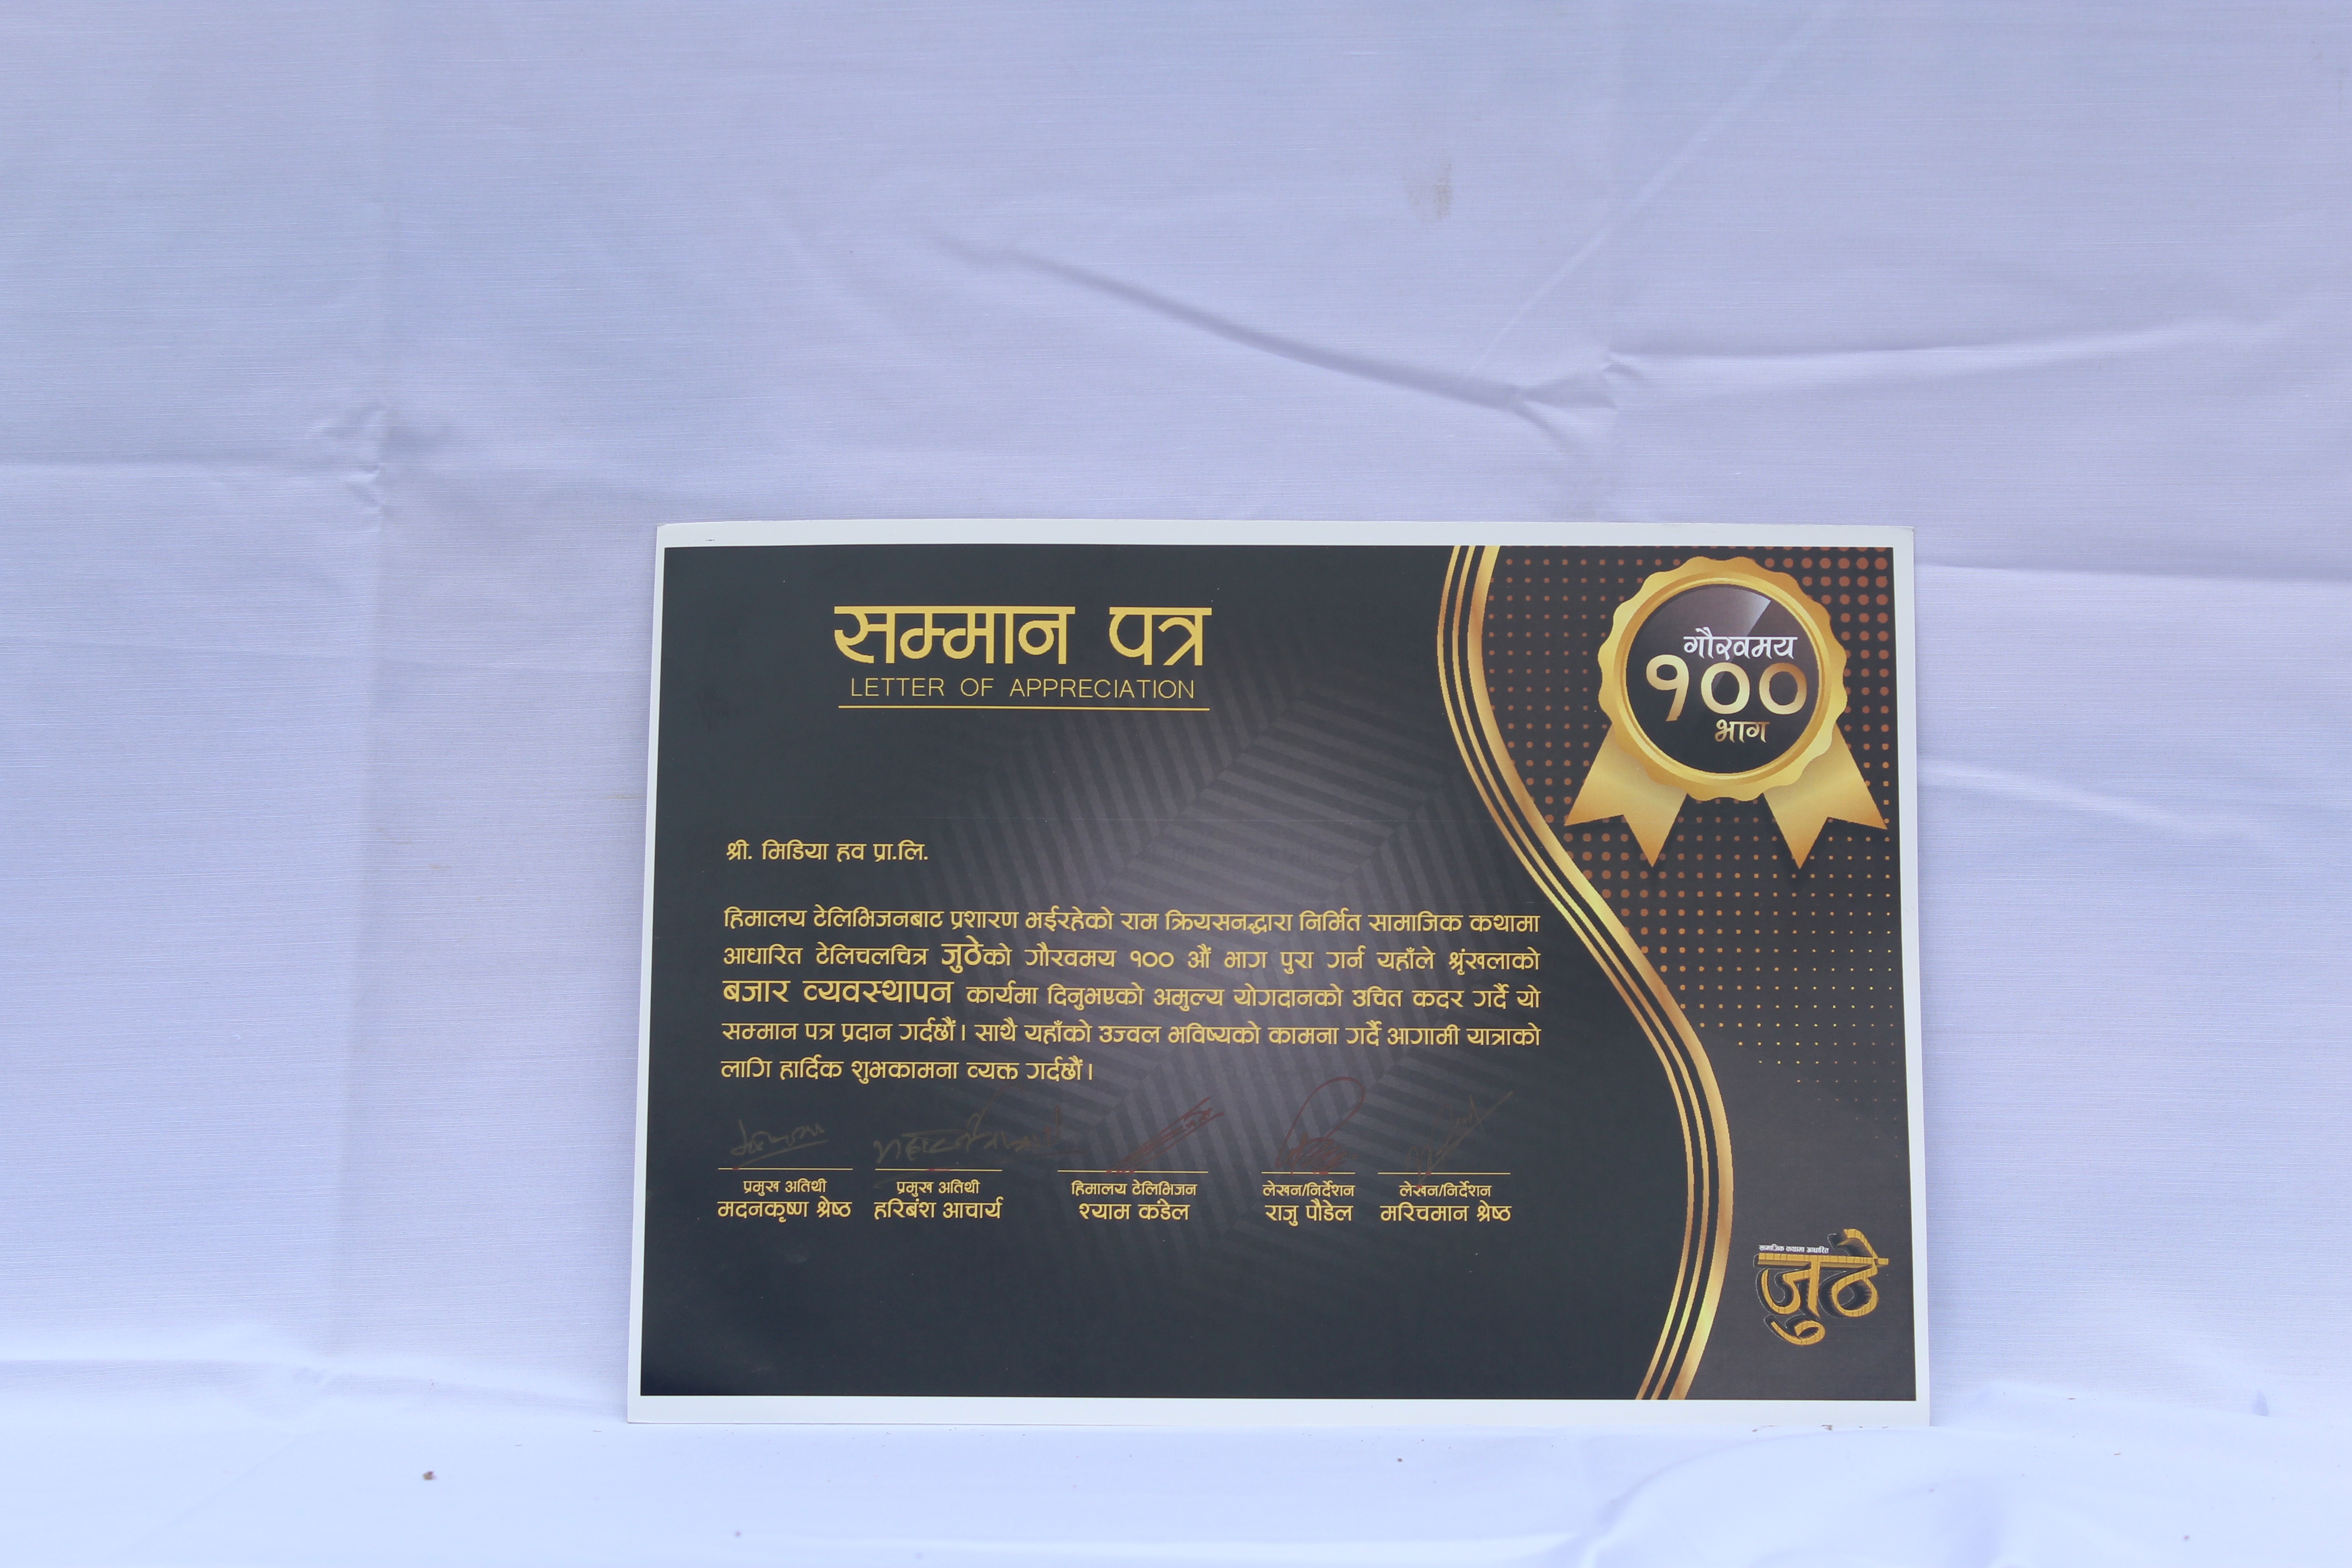 सम्मान पत्र
LETTER OF APPRECIATION
गौरवमय
१००
भाग
श्री. मिडिया हव प्रा.लि.
हिमालय टेलिभिजनबाट प्रशारण भईरहेको राम क्रियसनद्धारा निर्मित सामाजिक कथामा
आधारित टेलिचलचित्र जुठेको गौरवमय १०० औं भाग पुरा गर्न यहाँले श्रृंखलाको
बजार व्यवस्थापन कार्यमा दिनुभएको अमुल्य योगदानको उचित कदर गर्दै यो
सम्मान पत्र प्रदान गर्दछौं। साथै यहाँको उज्वल भविष्यको कामना गर्दै आगामी यात्राको
लागि हार्दिक शुभकामना व्यक्त गर्दछौं।
प्रमुख अतिथी प्रमुख अतिथी हिमालय टेलिभिजन लेखन/निर्देशन लेखन/निर्देशन
मदनकृष्ण श्रेष्ठ हरिबंश आचार्य श्याम कंडेल राजु पौडेल मरिचमान श्रेष्ठ
सामाजिक कथामा आधारित
जुठे